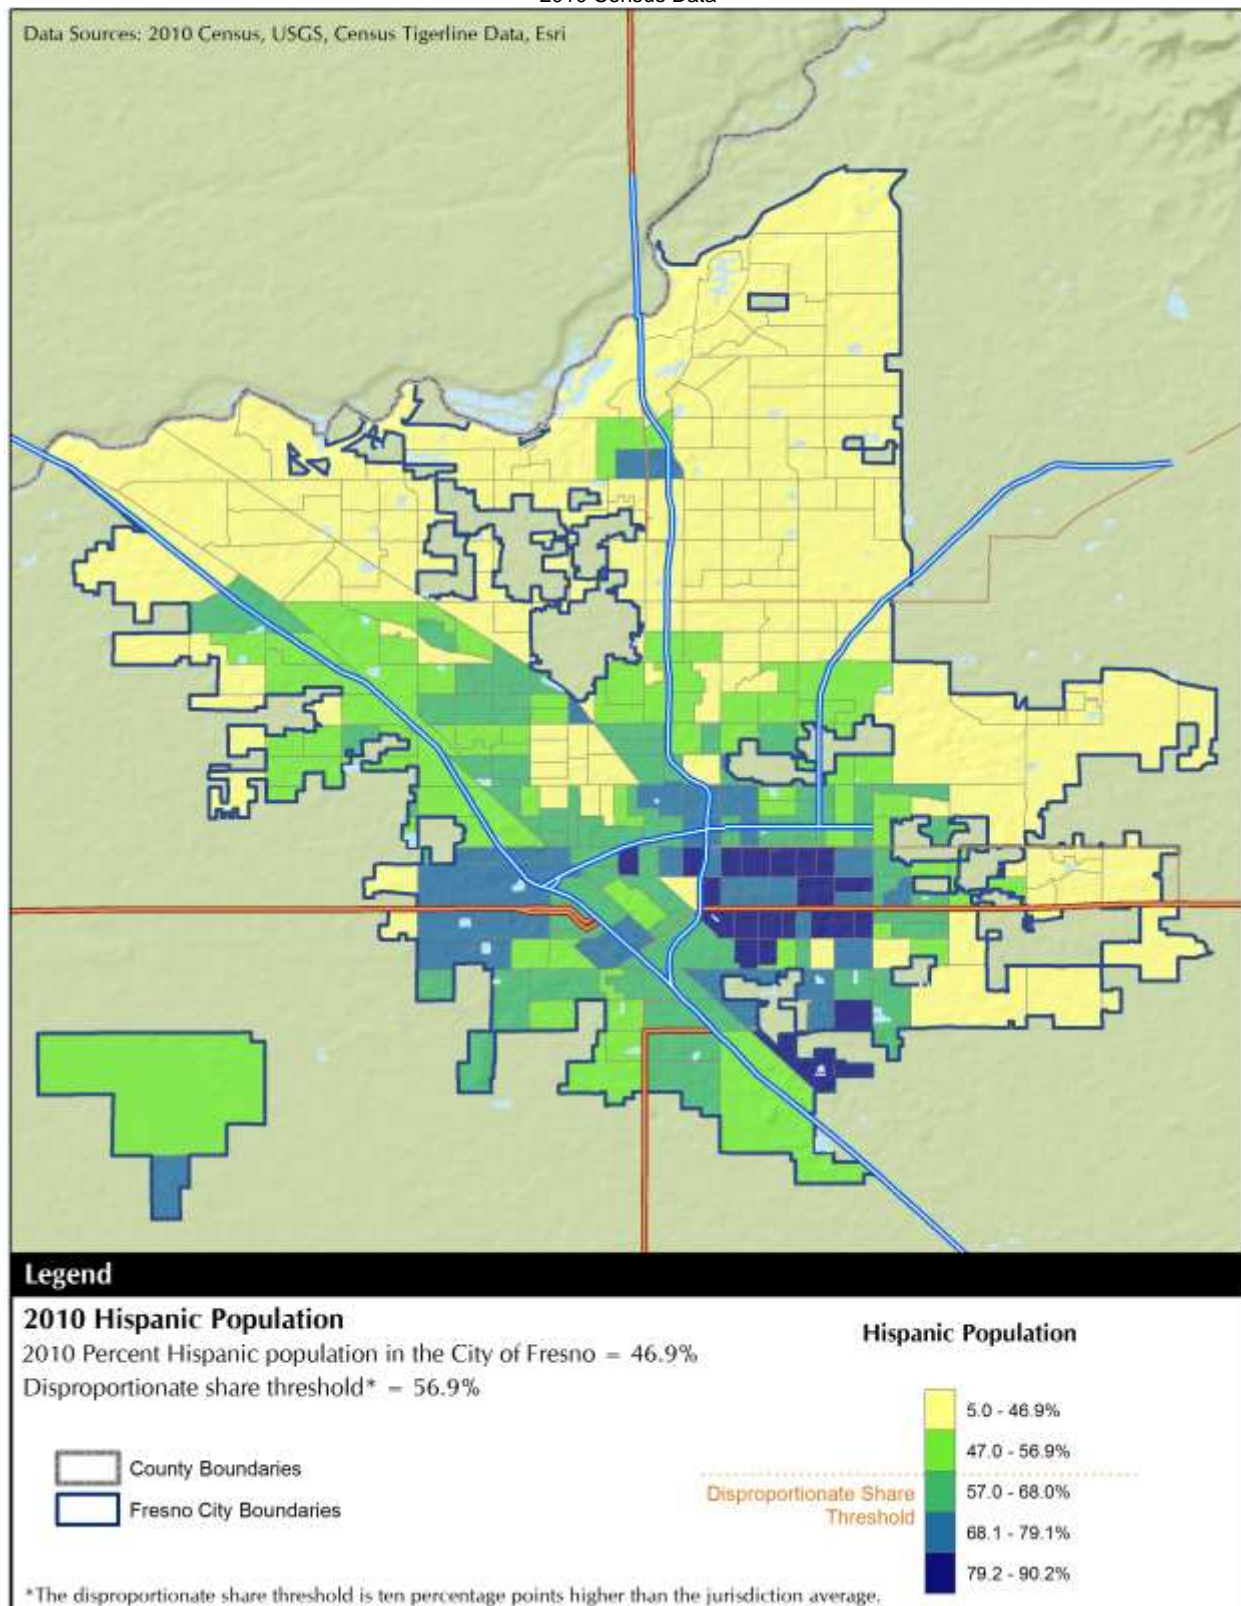 2010 Census Data
Data Sources: 2010 Census, USGS, Census Tigerline Data, Esri
Legend
2010 Hispanic Population
2010 Percent Hispanic population in the City of Fresno = 46.9%
Disproportionate share threshold* = 56.9%
County Boundaries
Fresno City Boundaries
Hispanic Population
5.0 - 46.9%
47.0 - 56.9%
Disproportionate Share
Threshold
57.0 - 68.0%
68.1 - 79.1%
79.2 - 90.2%
*The disproportionate share threshold is ten percentage points higher than the jurisdiction average.